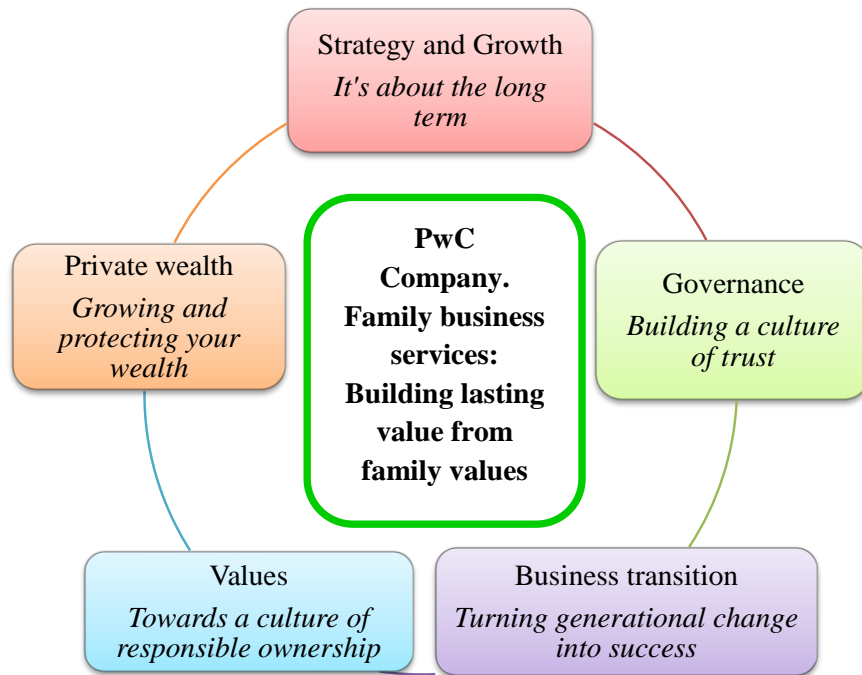 Strategy and Growth
It's about the long
term
PwC
Company.
Family business
services:
Building lasting
value from
family values
Governance
Building a culture
of trust
Business transition
Turning generational change
into success
Values
Towards a culture of
responsible ownership
Private wealth
Growing and
protecting your
wealth